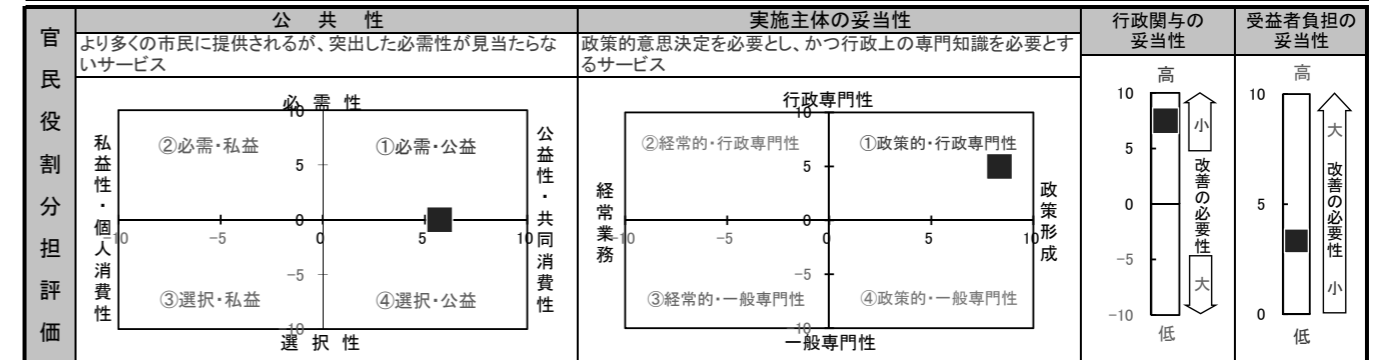 官民役割分担評価
公共性
より多くの市民に提供されるが、突出した必需性が見当たらな
いサービス
必需性
10
私益性・個人消費性
②必需・私益
①必需・公益
公益性・共同消費性
5
0
-10
-5
0
5
10
-5
③選択・私益
④選択・公益
-10
選択性
実施主体の妥当性
政策的意思決定を必要とし、かつ行政上の専門知識を必要とす
るサービス
行政専門性
10
②経常的・行政専門性
①政策的・行政専門性
5
経常業務
政策形成
0
-10
-5
0
5
10
-5
③経常的・一般専門性
④政策的・一般専門性
-10
一般専門性
行政関与の
妥当性
高
10
5
0
-5
-10
小
改善の必要性
大
低
受益者負担の
妥当性
高
10
5
0
大
改善の必要性
小
低